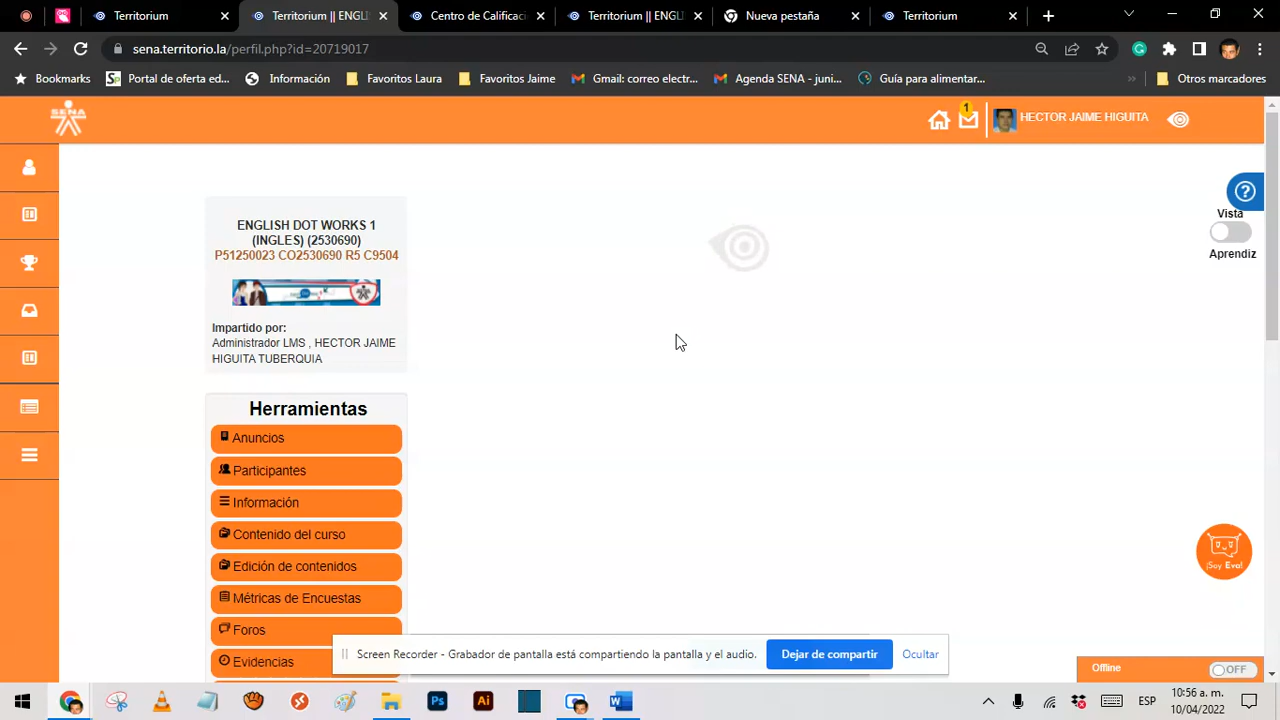 Territorium
Territorium || ENGLI
Centro de Calificaci
Territorium || ENGLI
Nueva pestaña
Territorium
sena.territorio.la/perfil.php?id=20719017
Bookmarks
Portal de oferta ed...
Información
Favoritos Laura
Favoritos Jaime
Gmail: correo electr...
Agenda SENA - juni...
Guía para alimentar...
»
Otros marcadores
SENA
1
HECTOR JAIME HIGUITA
Vista
Aprendiz
ENGLISH DOT WORKS 1
(INGLES) (2530690)
P51250023 CO2530690 R5 C9504
Impartido por:
Administrador LMS , HECTOR JAIME
HIGUITA TUBERQUIA
Herramientas
Anuncios
Participantes
Información
Contenido del curso
Edición de contenidos
Métricas de Encuestas
Foros
Evidencias
¡Soy Eva!
Screen Recorder - Grabador de pantalla está compartiendo la pantalla y el audio.
Dejar de compartir
Ocultar
Offline
OFF
Ps
Ai
ESP
10:56 a. m.
10/04/2022